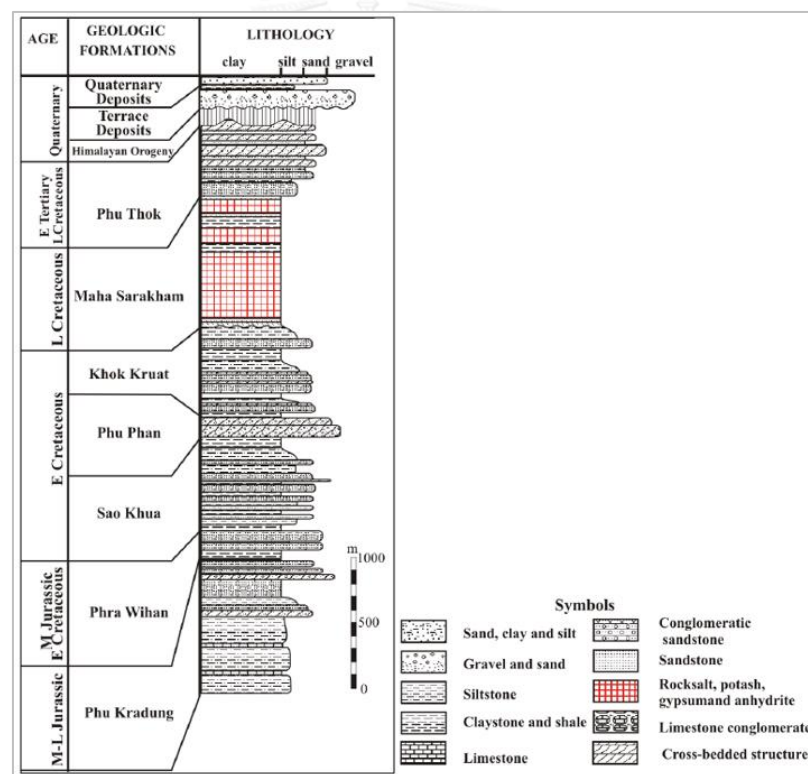 AGE
GEOLOGIC
FORMATIONS
LITHOLOGY
clay silt sand gravel
Quaternary
Quaternary
Deposits
Terrace
Deposits
Himalayan Orogeny
E Tertiary
LCretaceous
Phu Thok
L Cretaceous
Maha Sarakham
E Cretaceous
Khok Kruat
Phu Phan
Sao Khua
M Jurassic
E Cretaceous
Phra Wihan
M-L Jurassic
Phu Kradung
m
1000
500
0
Symbols
Sand, clay and silt
Gravel and sand
Siltstone
Claystone and shale
Limestone
Conglomeratic
sandstone
Sandstone
Rocksalt, potash,
gypsumand anhydrite
Limestone conglomerate
Cross-bedded structure